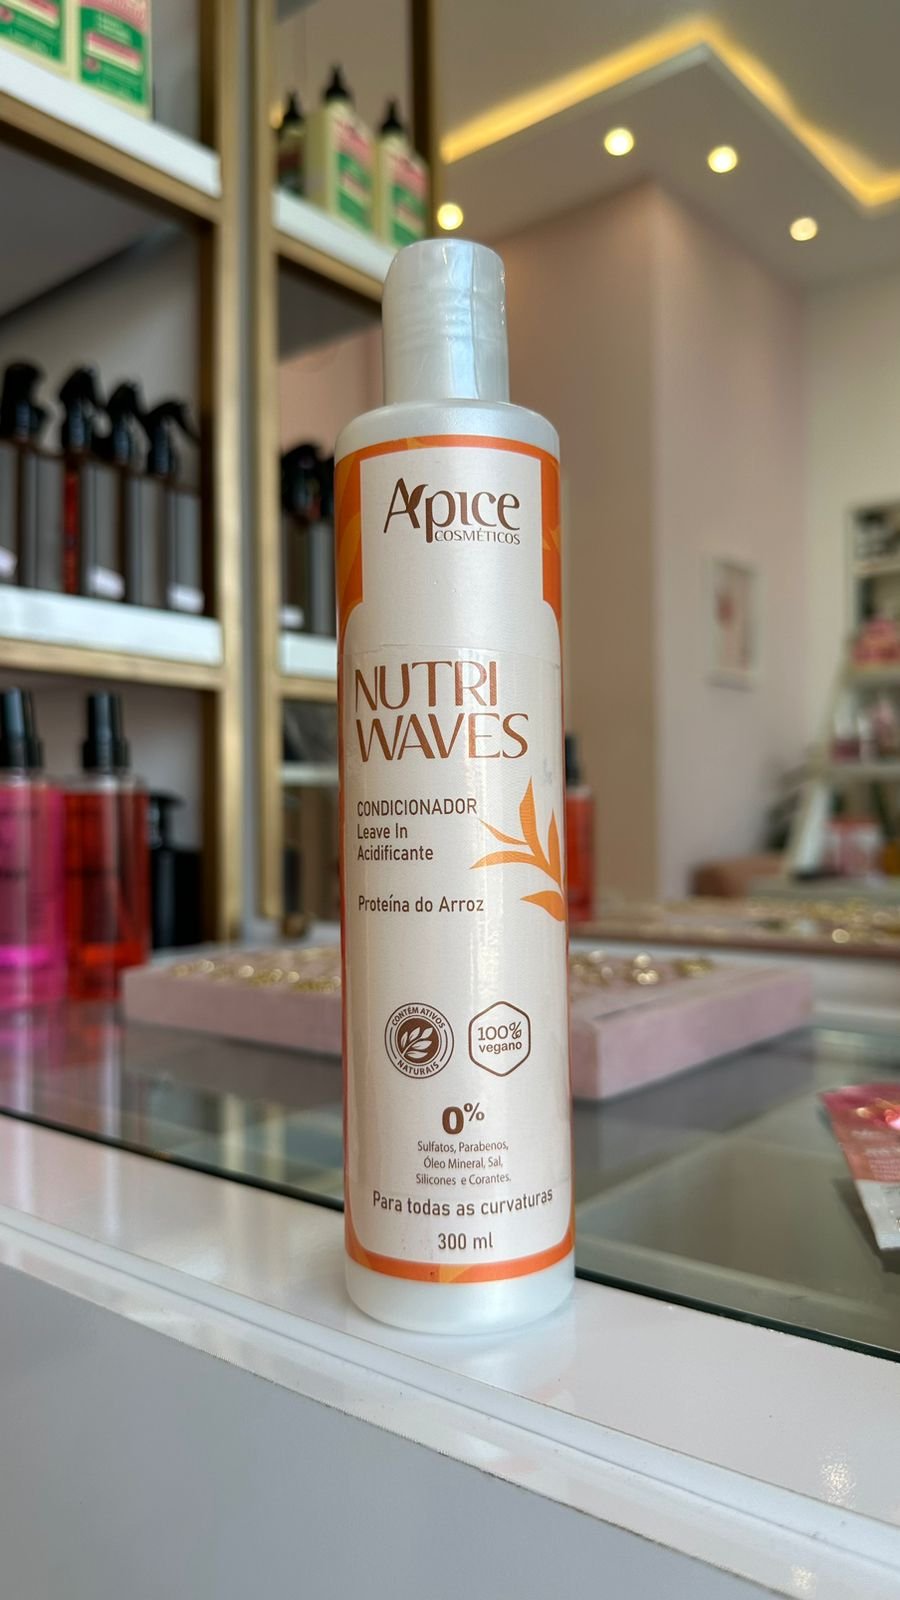 Apice
COSMÉTICOS
NUTRI
WAVES
CONDICIONADOR
Leave In
Acidificante
Proteína do Arroz
CONTÉM ATIVOS
NATURAIS
100%
vegano
0%
Sulfatos, Parabenos,
Óleo Mineral, Sal,
Silicones e Corantes.
Para todas as curvaturas
300 ml